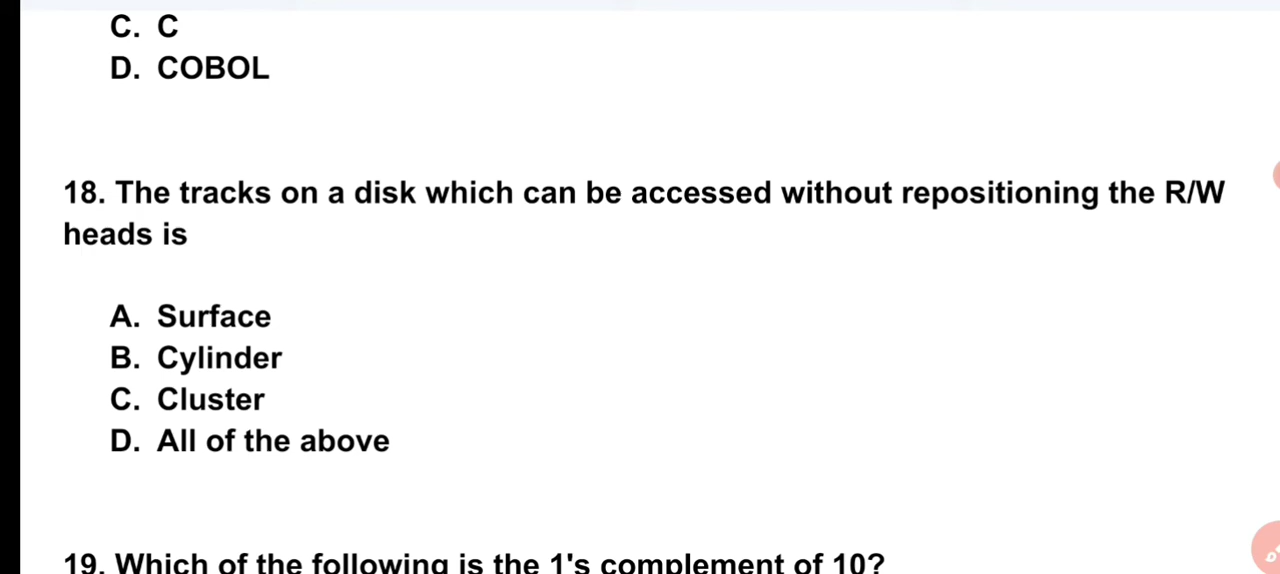 C. C
D. COBOL
18. The tracks on a disk which can be accessed without repositioning the R/W
heads is
A. Surface
B. Cylinder
C. Cluster
D. All of the above
19. Which of the following is the 1's complement of 10?